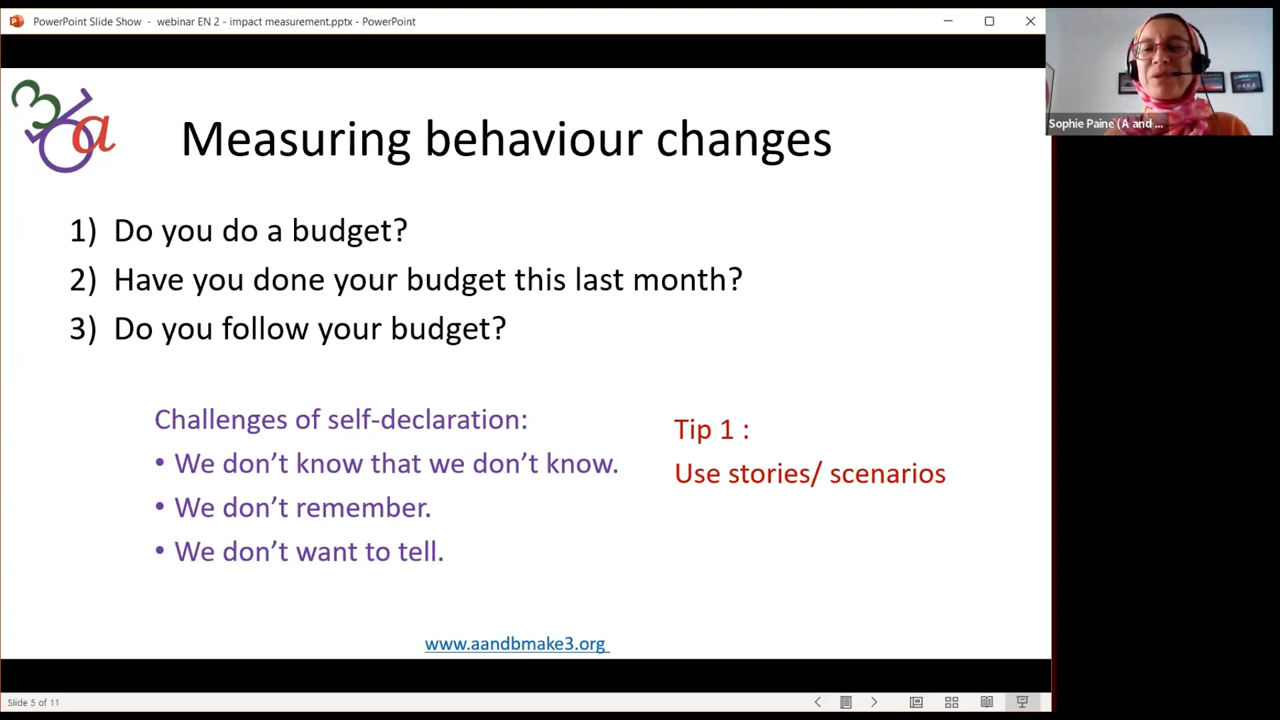 PowerPoint Slide Show - webinar EN 2 - impact measurement.pptx - PowerPoint
Sophie Paine (A and ...
36a
Measuring behaviour changes
1) Do you do a budget?
2) Have you done your budget this last month?
3) Do you follow your budget?
Challenges of self-declaration:
• We don’t know that we don’t know.
• We don’t remember.
• We don’t want to tell.
Tip 1 :
Use stories/ scenarios
www.aandbmake3.org
Slide 5 of 11